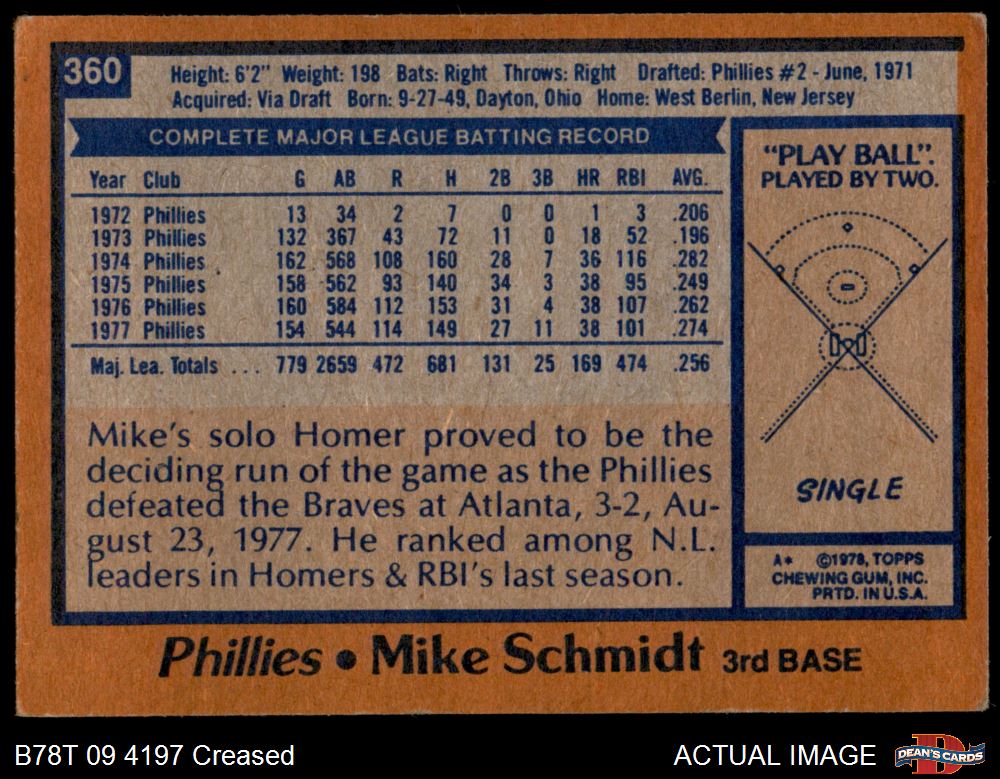 360
Height: 6'2" Weight: 198 Bats: Right Throws: Right Drafted: Phillies #2 - June, 1971
Acquired: Via Draft Born: 9-27-49, Dayton, Ohio Home: West Berlin, New Jersey
COMPLETE MAJOR LEAGUE BATTING RECORD
Year Club G AB R H 2B 3B HR RBI AVG.
1972 Phillies 13 34 2 7 0 0 1 3 .206
1973 Phillies 132 367 43 72 11 0 18 52 .196
1974 Phillies 162 568 108 160 28 7 36 116 .282
1975 Phillies 158 562 93 140 34 3 38 95 .249
1976 Phillies 160 584 112 153 31 4 38 107 .262
1977 Phillies 154 544 114 149 27 11 38 101 .274
Maj. Lea. Totals ... 779 2659 472 681 131 25 169 474 .256
Mike's solo Homer proved to be the
deciding run of the game as the Phillies
defeated the Braves at Atlanta, 3-2, Au-
gust 23, 1977. He ranked among N.L.
leaders in Homers & RBI's last season.
"PLAY BALL".
PLAYED BY TWO.
SINGLE
A* ©1978, TOPPS
CHEWING GUM, INC.
PRTD. IN U.S.A.
Phillies • Mike Schmidt 3rd BASE
B78T 09 4197 Creased
ACTUAL IMAGE
D
DEAN'S CARDS